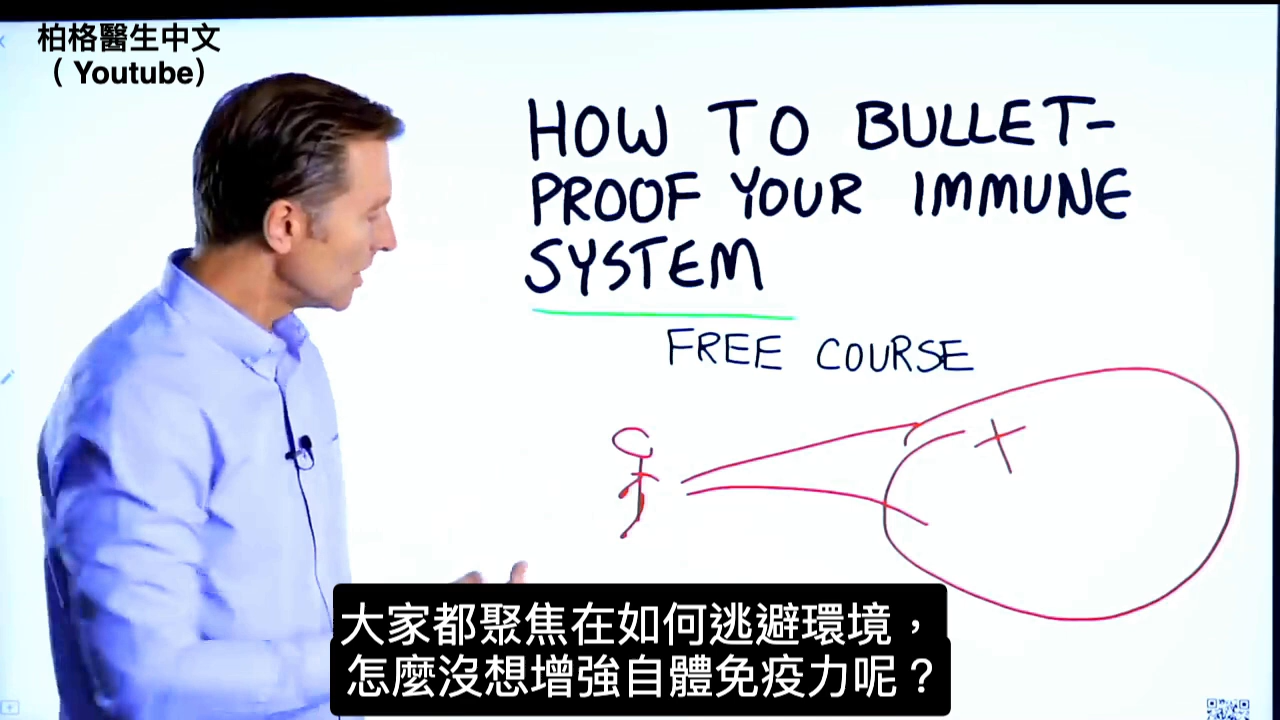 柏格醫生中文
（ Youtube）
HOW TO BULLET-
PROOF YOUR IMMUNE
SYSTEM
FREE COURSE
大家都聚焦在如何逃避環境，
怎麼沒想增強自體免疫力呢？